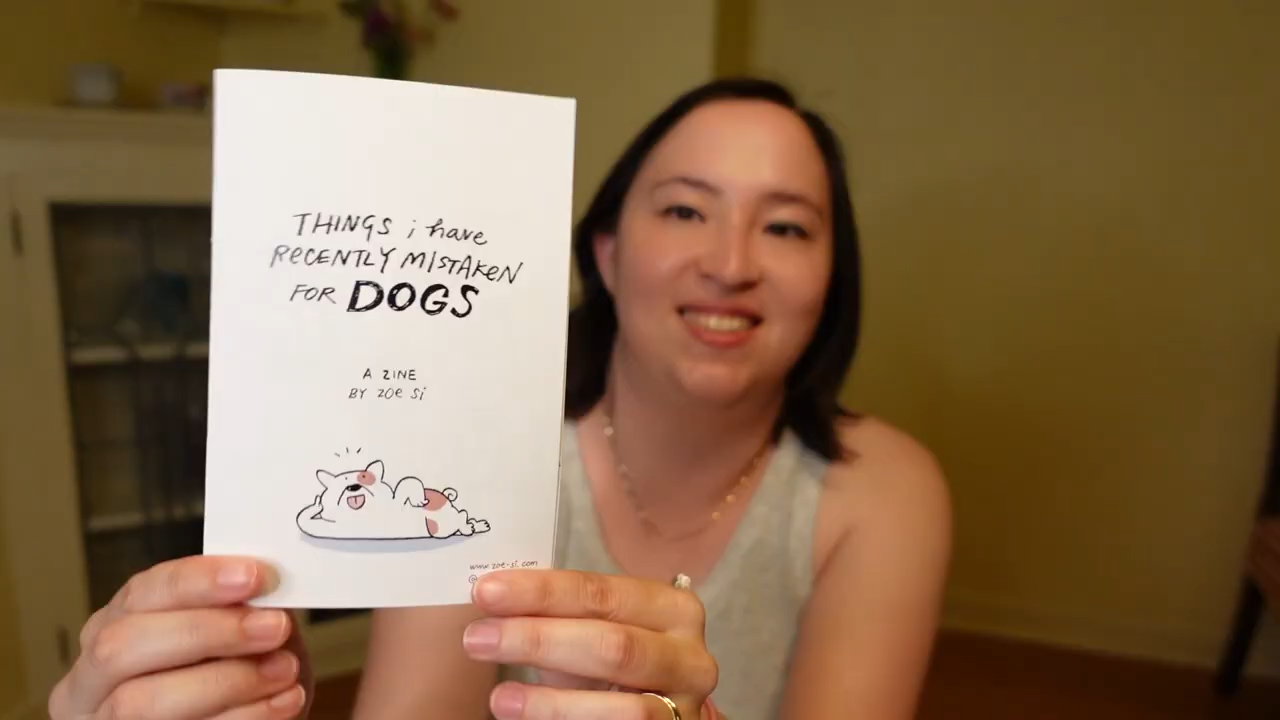 THINGS i have
RECENTLY MISTAKEN
FOR DOGS
A ZINE
BY zoe si
www.zoe-si.com
@